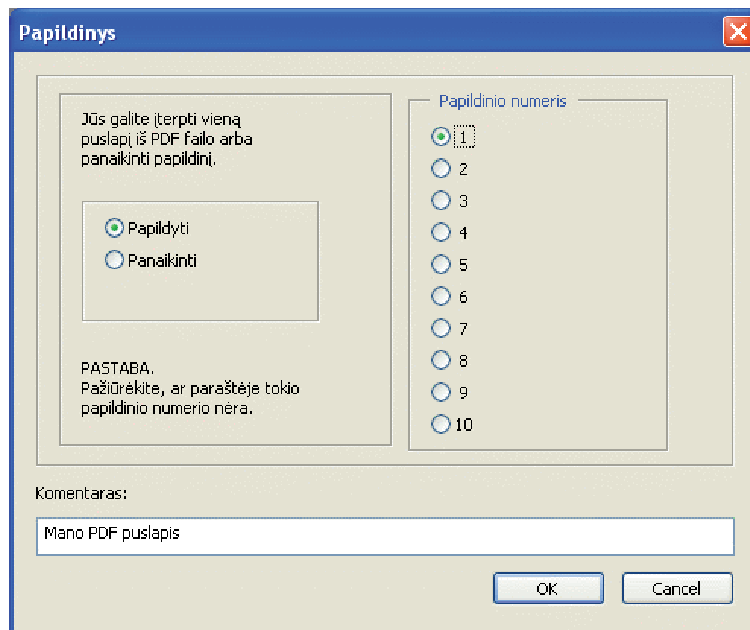 Papildinys
Jūs galite įterpti vieną
puslapį iš PDF failo arba
panaikinti papildinį.
Papildyti
Panaikinti
PASTABA.
Pažiūrėkite, ar paraštėje tokio
papildinio numerio nėra.
Papildinio numeris
1
2
3
4
5
6
7
8
9
10
Komentaras:
Mano PDF puslapis
OK
Cancel